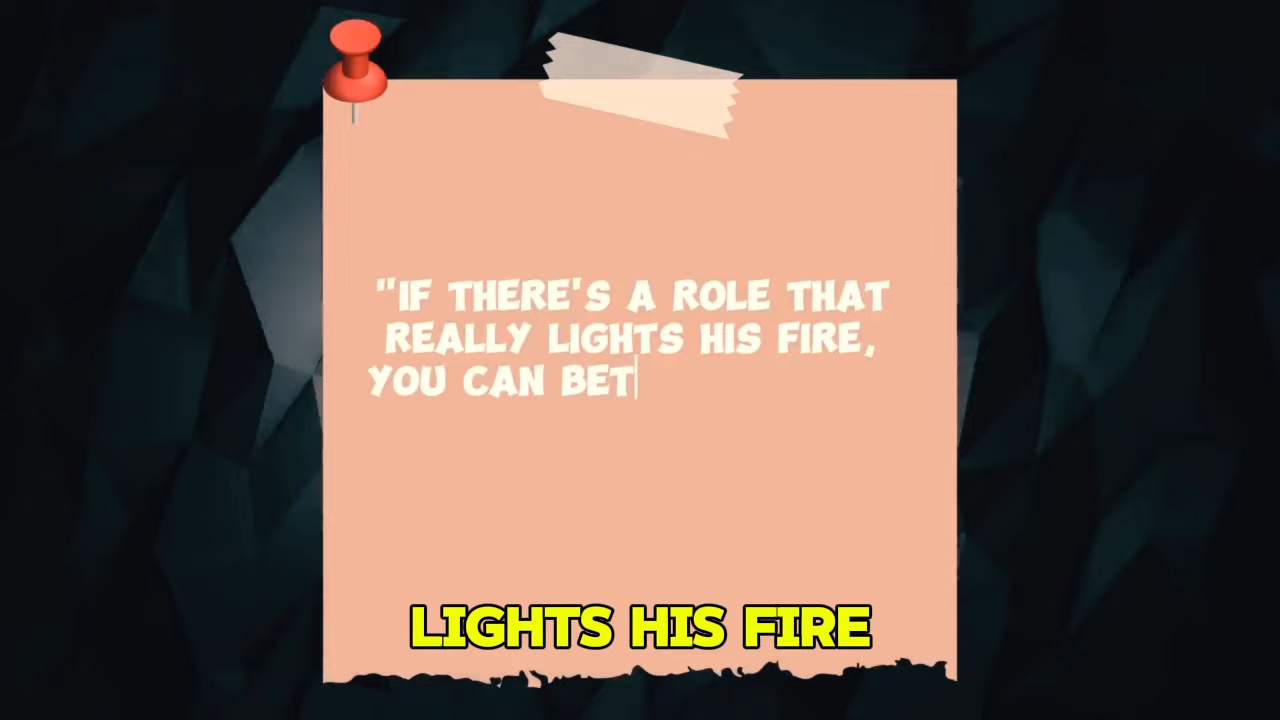 "IF THERE'S A ROLE THAT
REALLY LIGHTS HIS FIRE,
YOU CAN BET
LIGHTS HIS FIRE